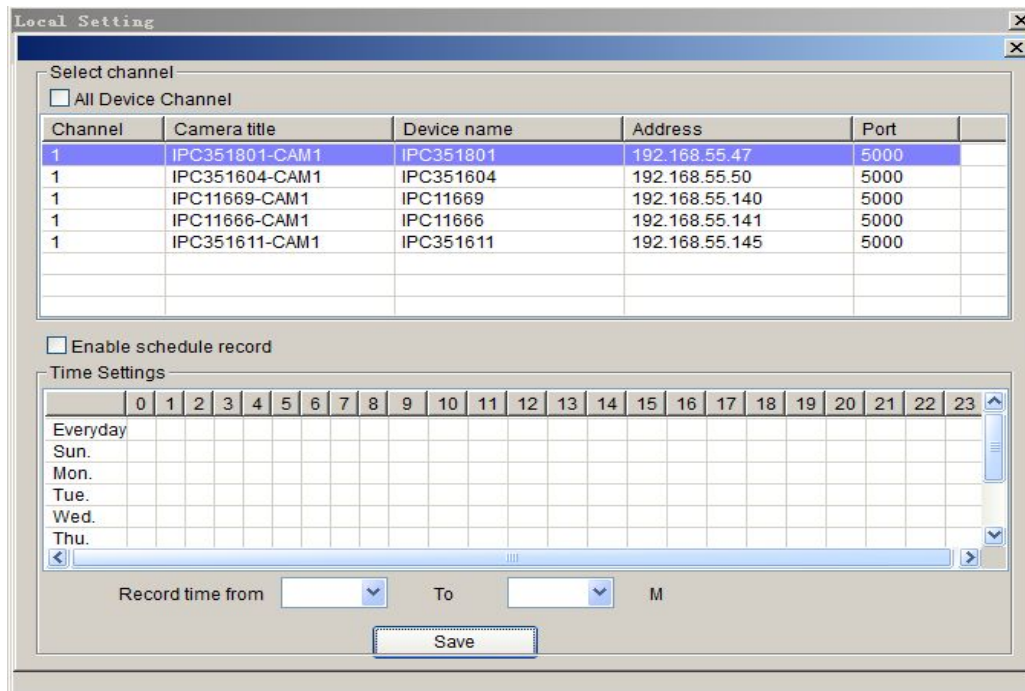 Local Setting
Select channel
All Device Channel
Channel Camera title Device name Address Port
1 IPC351801-CAM1 IPC351801 192.168.55.47 5000
1 IPC351604-CAM1 IPC351604 192.168.55.50 5000
1 IPC11669-CAM1 IPC11669 192.168.55.140 5000
1 IPC11666-CAM1 IPC11666 192.168.55.141 5000
1 IPC351611-CAM1 IPC351611 192.168.55.145 5000
Enable schedule record
Time Settings
0 1 2 3 4 5 6 7 8 9 10 11 12 13 14 15 16 17 18 19 20 21 22 23
Everyday
Sun.
Mon.
Tue.
Wed.
Thu.
Record time from To M
Save